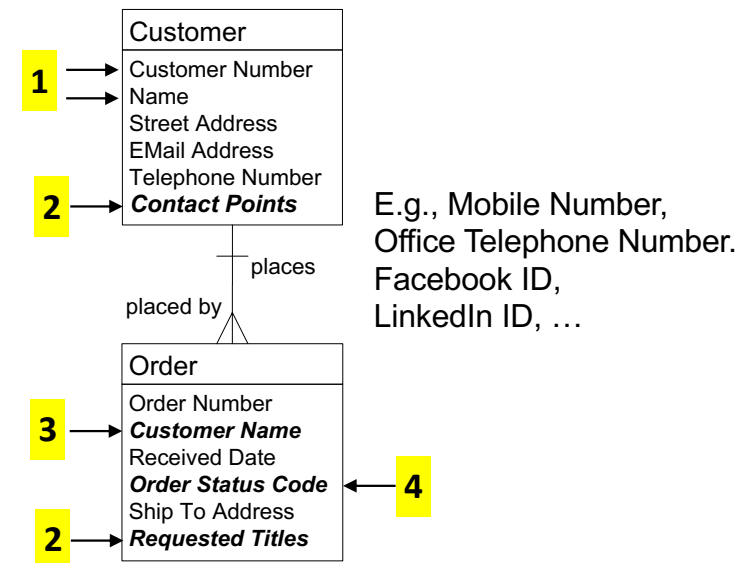 Customer
1
Customer Number
Name
Street Address
EMail Address
Telephone Number
2
Contact Points
E.g., Mobile Number,
Office Telephone Number.
Facebook ID,
LinkedIn ID, …
places
placed by
Order
Order Number
3
Customer Name
Received Date
Order Status Code
4
Ship To Address
2
Requested Titles